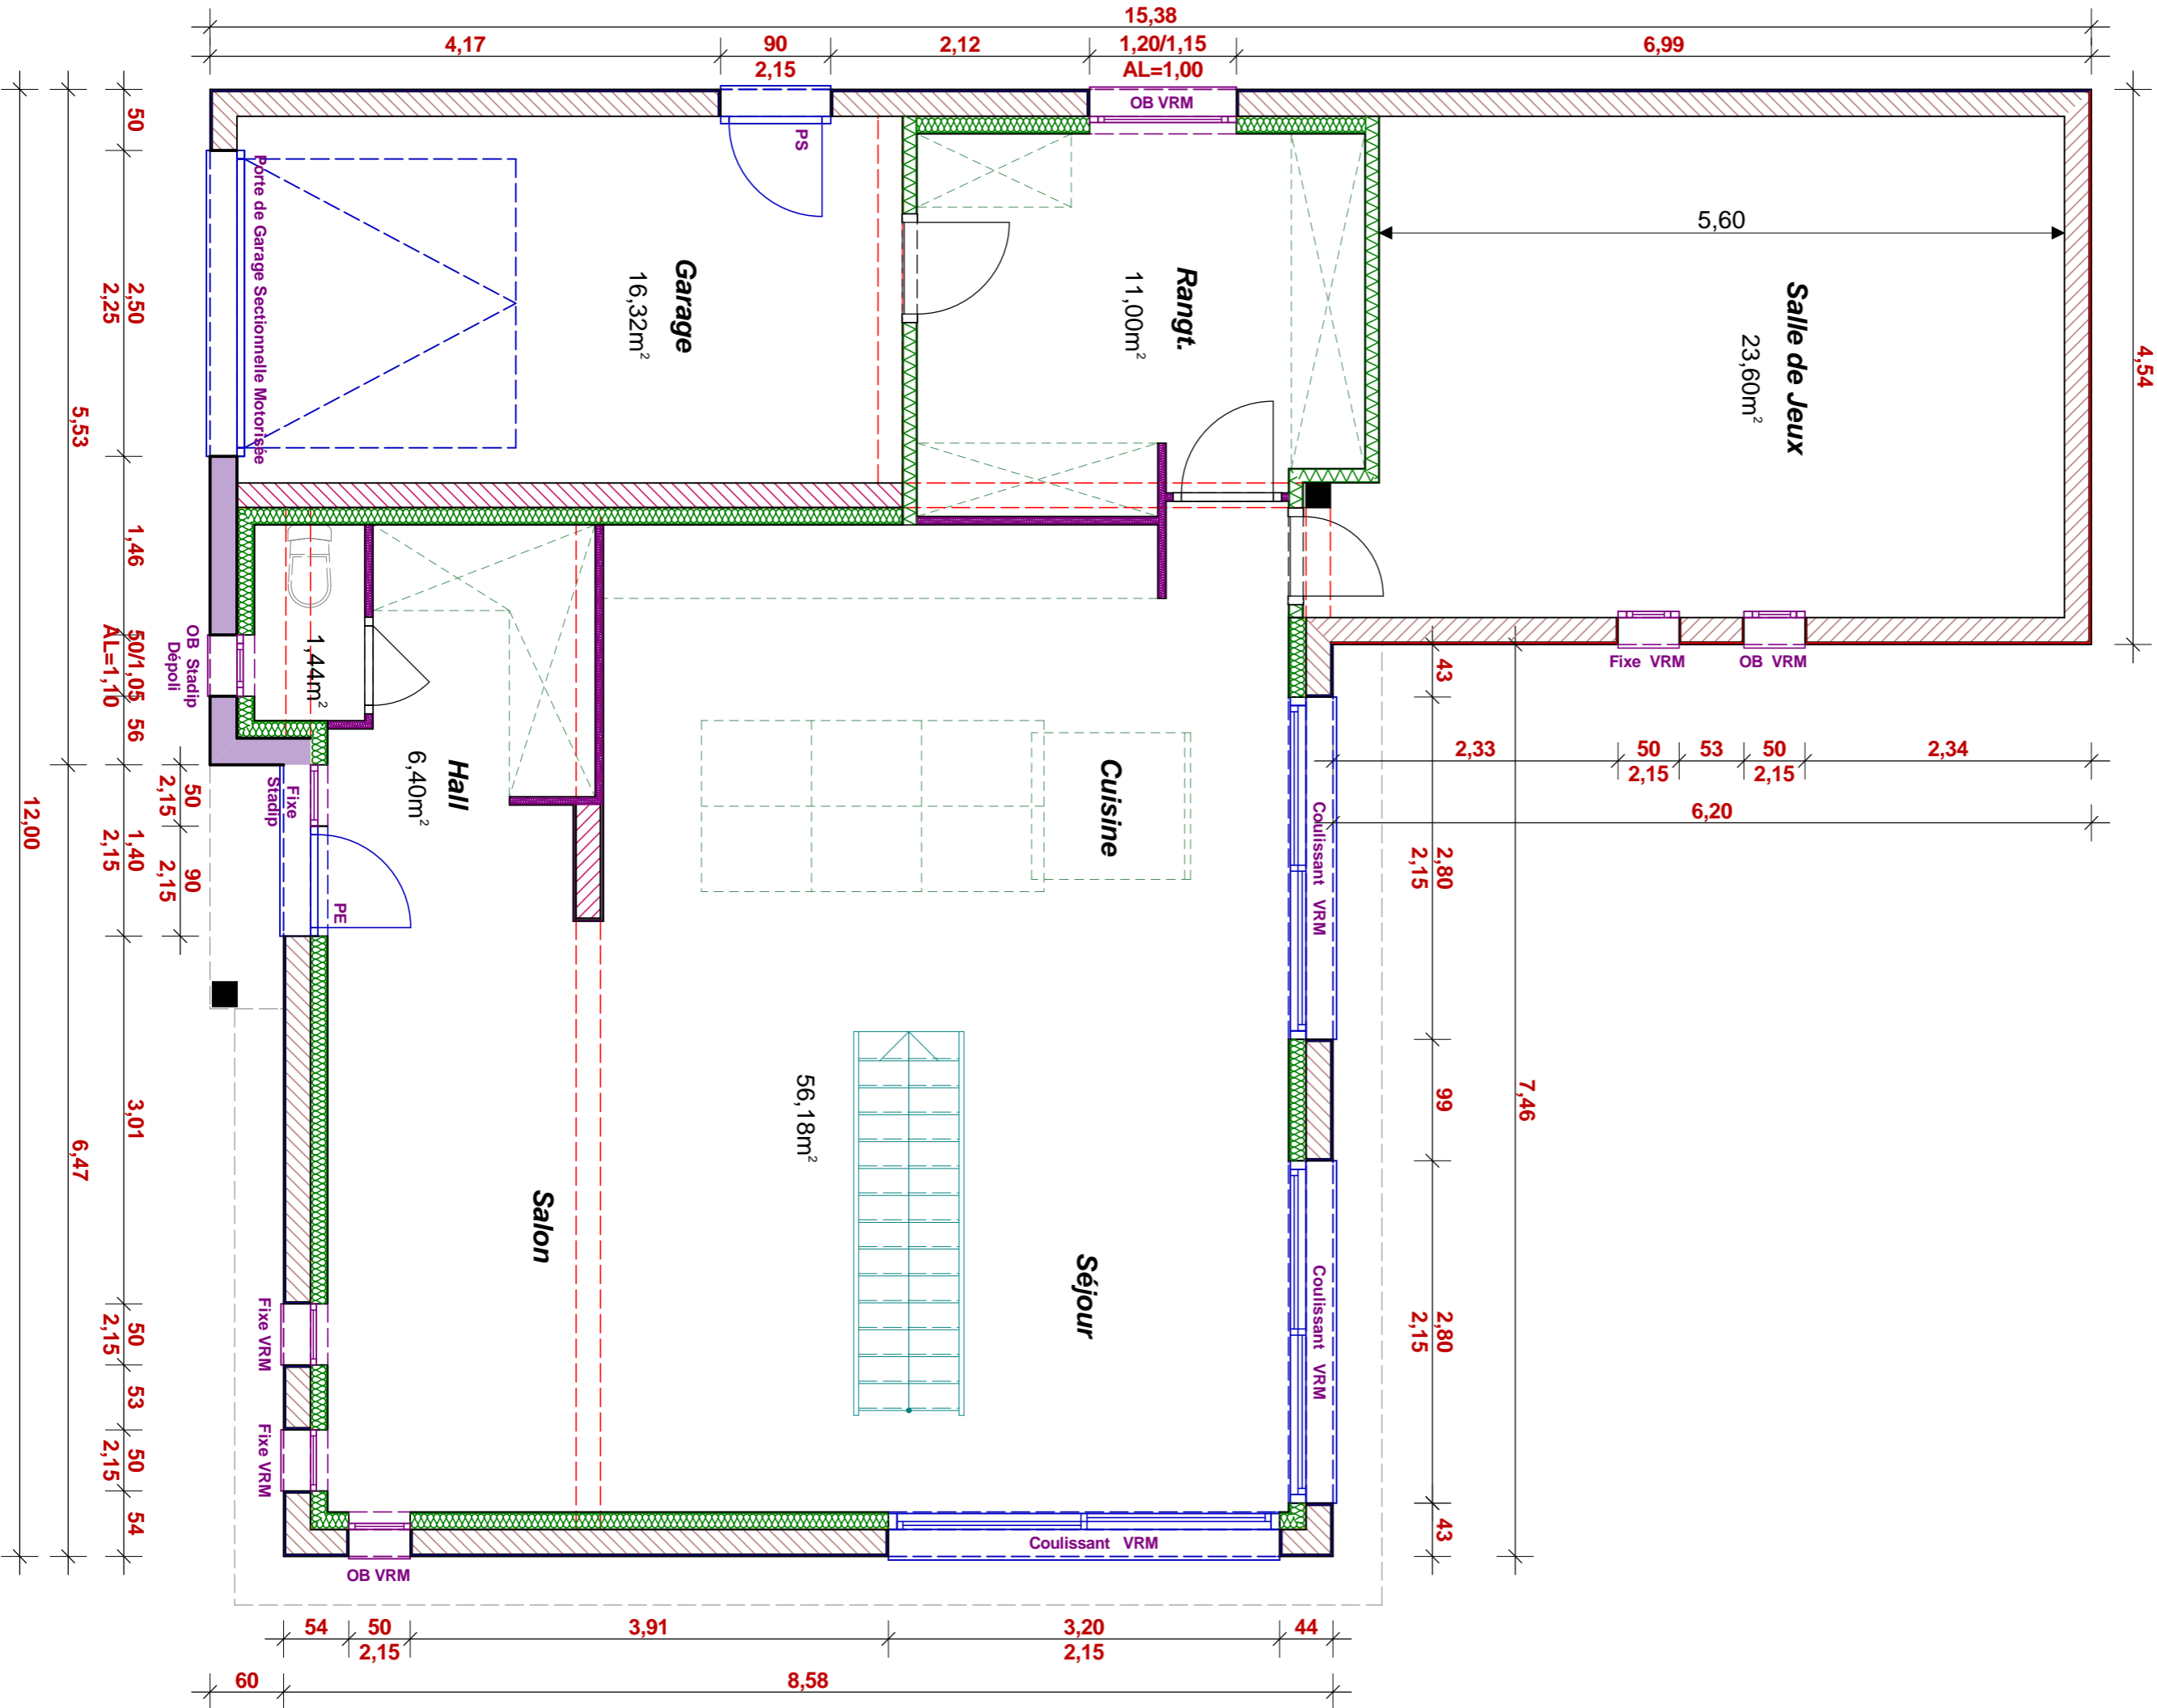 15,38
4,17
90
2,12
1,20/1,15
6,99
2,15
AL=1,00
OB VRM
PS
4,54
50
2,50
2,25
5,53
1,46
50/1,05
AL=1,10
56
50
2,15
1,40
2,15
90
2,15
12,00
3,01
6,47
50
2,15
53
50
2,15
54
Porte de Garage Sectionnelle Motorisée
Garage
16,32m²
Rangt.
11,00m²
5,60
Salle de Jeux
23,60m²
OB Stadip
Dépoli
1,44m²
Hall
6,40m²
Fixe
Stadip
PE
Cuisine
Fixe VRM
OB VRM
43
2,33
50
53
50
2,34
2,15
2,15
6,20
Coulissant VRM
2,80
2,15
99
7,46
56,18m²
Salon
Séjour
Coulissant VRM
2,80
2,15
43
Fixe VRM
Fixe VRM
OB VRM
Coulissant VRM
54
50
3,91
3,20
44
2,15
2,15
60
8,58